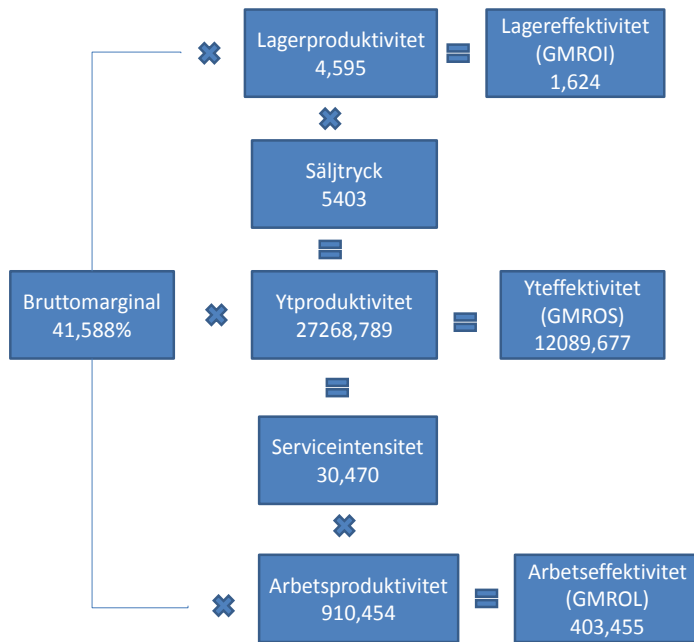 Lagerproduktivitet
4,595
Lagereffektivitet
(GMROI)
1,624
Säljtryck
5403
Bruttomarginal
41,588%
Ytproduktivitet
27268,789
Yteffektivitet
(GMROS)
12089,677
Serviceintensitet
30,470
Arbetsproduktivitet
910,454
Arbetseffektivitet
(GMROL)
403,455